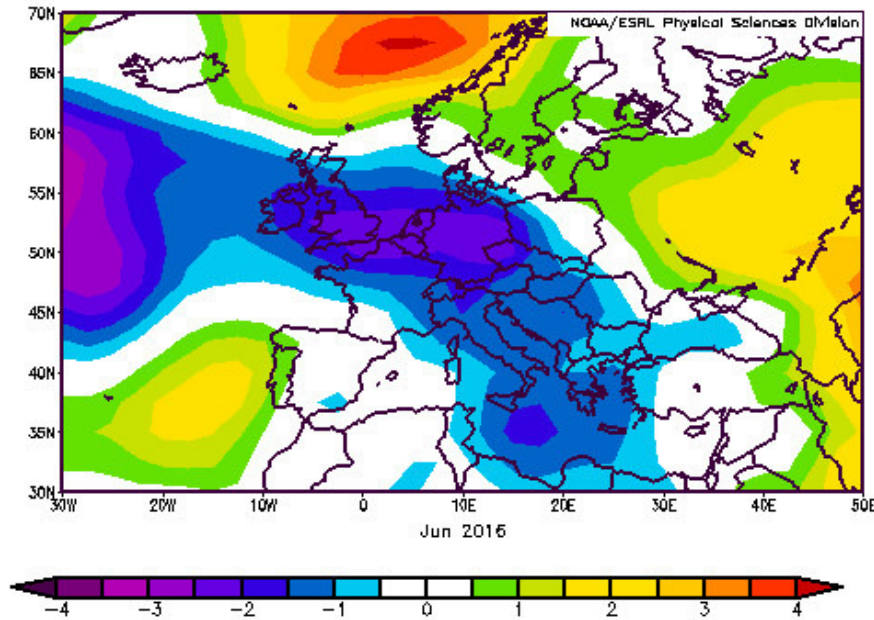 70N
NOAA/ESRL Physical Sciences Division
65N
60N
55N
50N
45N
40N
35N
30N
30W 20W 10W 0 10E 20E 30E 40E 50E
Jun 2016
-4 -3 -2 -1 0 1 2 3 4